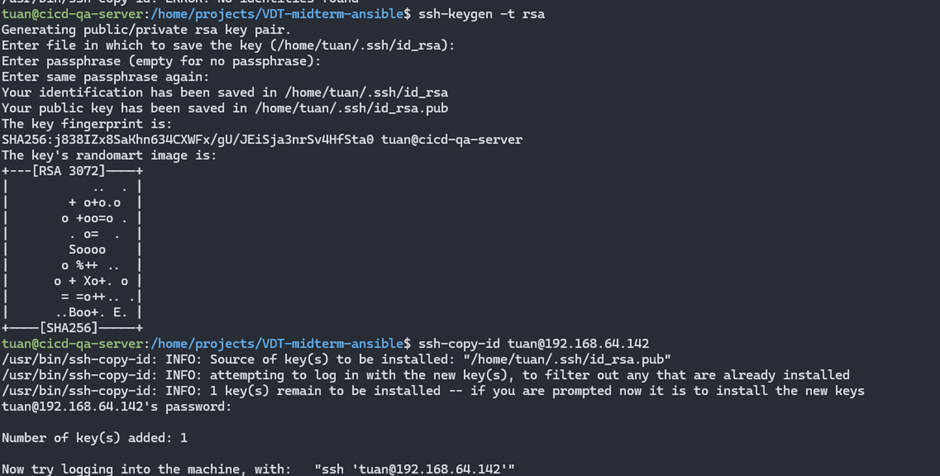 /usr/bin/ssh-copy-id: ERROR: No identities found
tuan@cicd-qa-server:/home/projects/VDT-midterm-ansible$ ssh-keygen -t rsa
Generating public/private rsa key pair.
Enter file in which to save the key (/home/tuan/.ssh/id_rsa):
Enter passphrase (empty for no passphrase):
Enter same passphrase again:
Your identification has been saved in /home/tuan/.ssh/id_rsa
Your public key has been saved in /home/tuan/.ssh/id_rsa.pub
The key fingerprint is:
SHA256:j838IZx8SaKhn634CXWFx/gU/JEiSja3nrSv4HfSta0 tuan@cicd-qa-server
The key's randomart image is:
+---[RSA 3072]----+
|           ..  . |
|        + o+o.o  |
|       o +oo=o . |
|        . o=  .  |
|        Soooo    |
|       o %++ ..  |
|      o + Xo+. o |
|       = =o++.. .|
|      ..Boo+. E. |
+----[SHA256]-----+
tuan@cicd-qa-server:/home/projects/VDT-midterm-ansible$ ssh-copy-id tuan@192.168.64.142
/usr/bin/ssh-copy-id: INFO: Source of key(s) to be installed: "/home/tuan/.ssh/id_rsa.pub"
/usr/bin/ssh-copy-id: INFO: attempting to log in with the new key(s), to filter out any that are already installed
/usr/bin/ssh-copy-id: INFO: 1 key(s) remain to be installed -- if you are prompted now it is to install the new keys
tuan@192.168.64.142's password:
Number of key(s) added: 1
Now try logging into the machine, with:   "ssh 'tuan@192.168.64.142'"